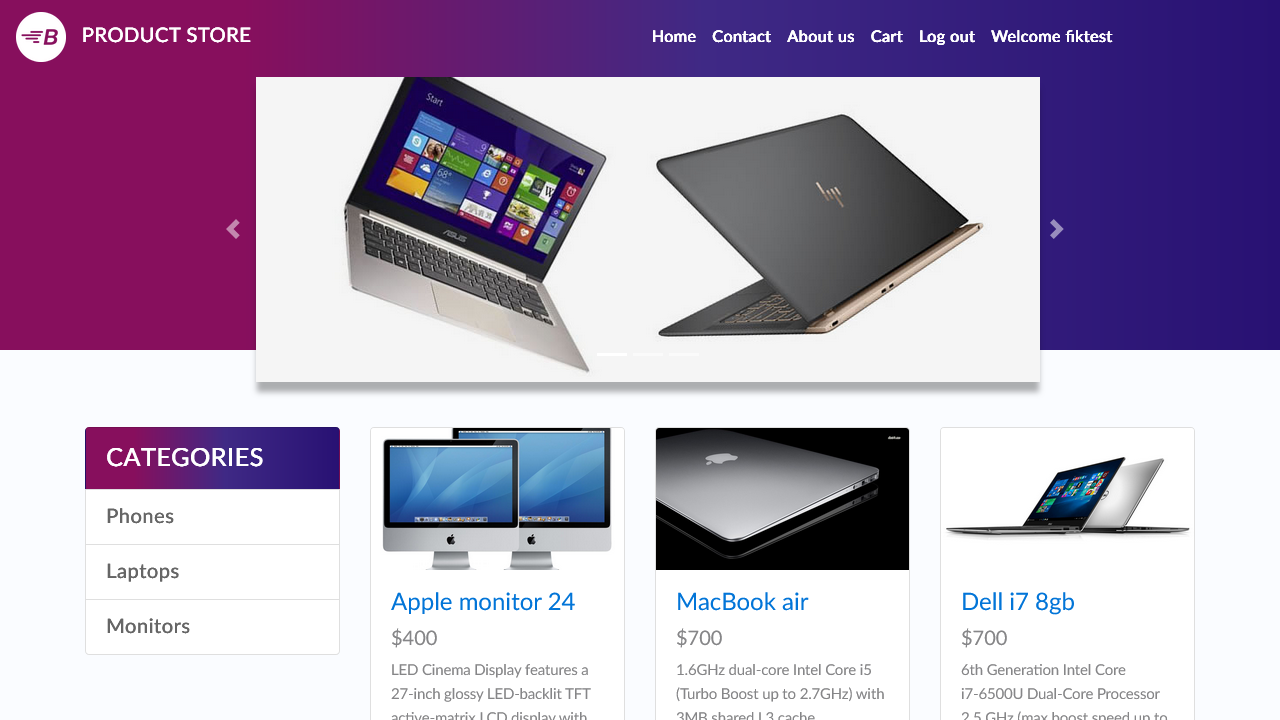 B PRODUCT STORE
Home Contact About us Cart Log out Welcome fiktest
Start
ASUS
hp
CATEGORIES
Phones
Laptops
Monitors
Apple monitor 24
$400
LED Cinema Display features a
27-inch glossy LED-backlit TFT
active-matrix LCD display with
MacBook air
$700
1.6GHz dual-core Intel Core i5
(Turbo Boost up to 2.7GHz) with
3MB shared L3 cache
Dell i7 8gb
$700
6th Generation Intel Core
i7-6500U Dual-Core Processor
2.5 GHz (max boost speed up to